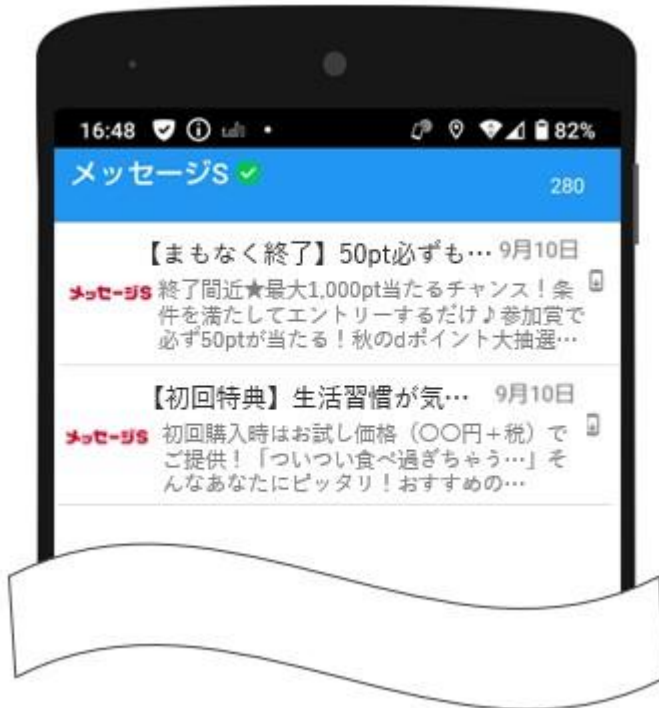 16:48 82%
メッセージS
280
【まもなく終了】50pt必ずも… 9月10日
メッセージS 終了間近★最大1,000pt当たるチャンス！条
件を満たしてエントリーするだけ♪参加賞で
必ず50ptが当たる！秋のdポイント大抽選…
【初回特典】生活習慣が気… 9月10日
メッセージS 初回購入時はお試し価格（〇〇円＋税）で
ご提供！「ついつい食べ過ぎちゃう…」そ
んなあなたにピッタリ！おすすめの…